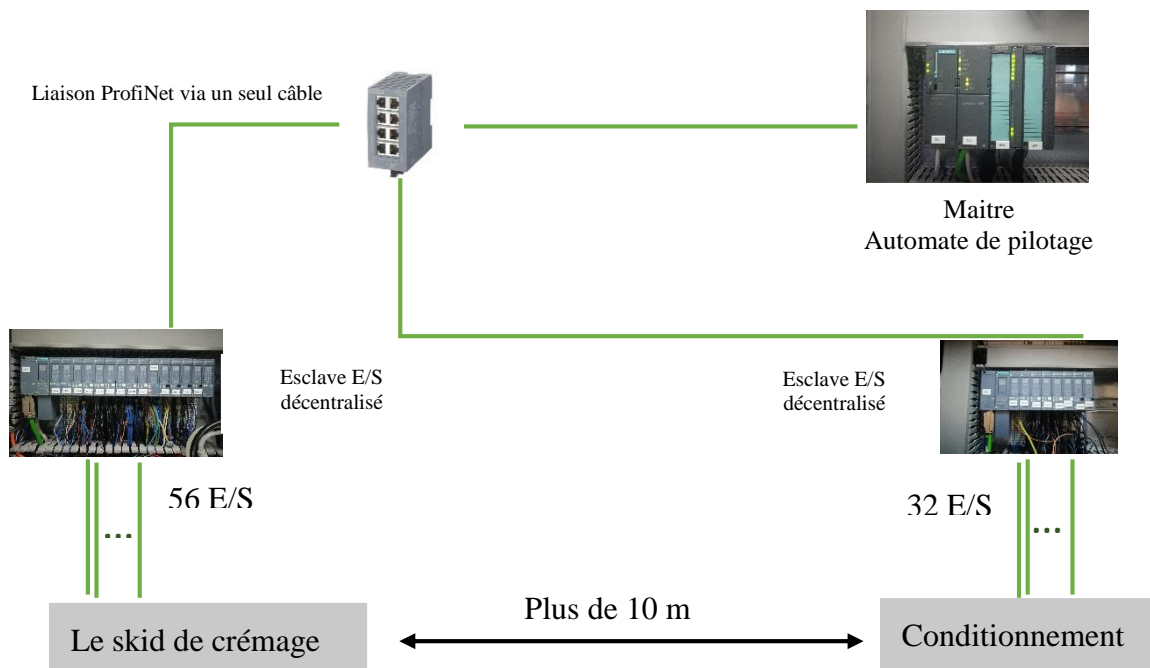 Liaison ProfiNet via un seul câble
Maitre
Automate de pilotage
Esclave E/S
décentralisé
Esclave E/S
décentralisé
56 E/S
32 E/S
...
...
Plus de 10 m
Le skid de crémage
Conditionnement